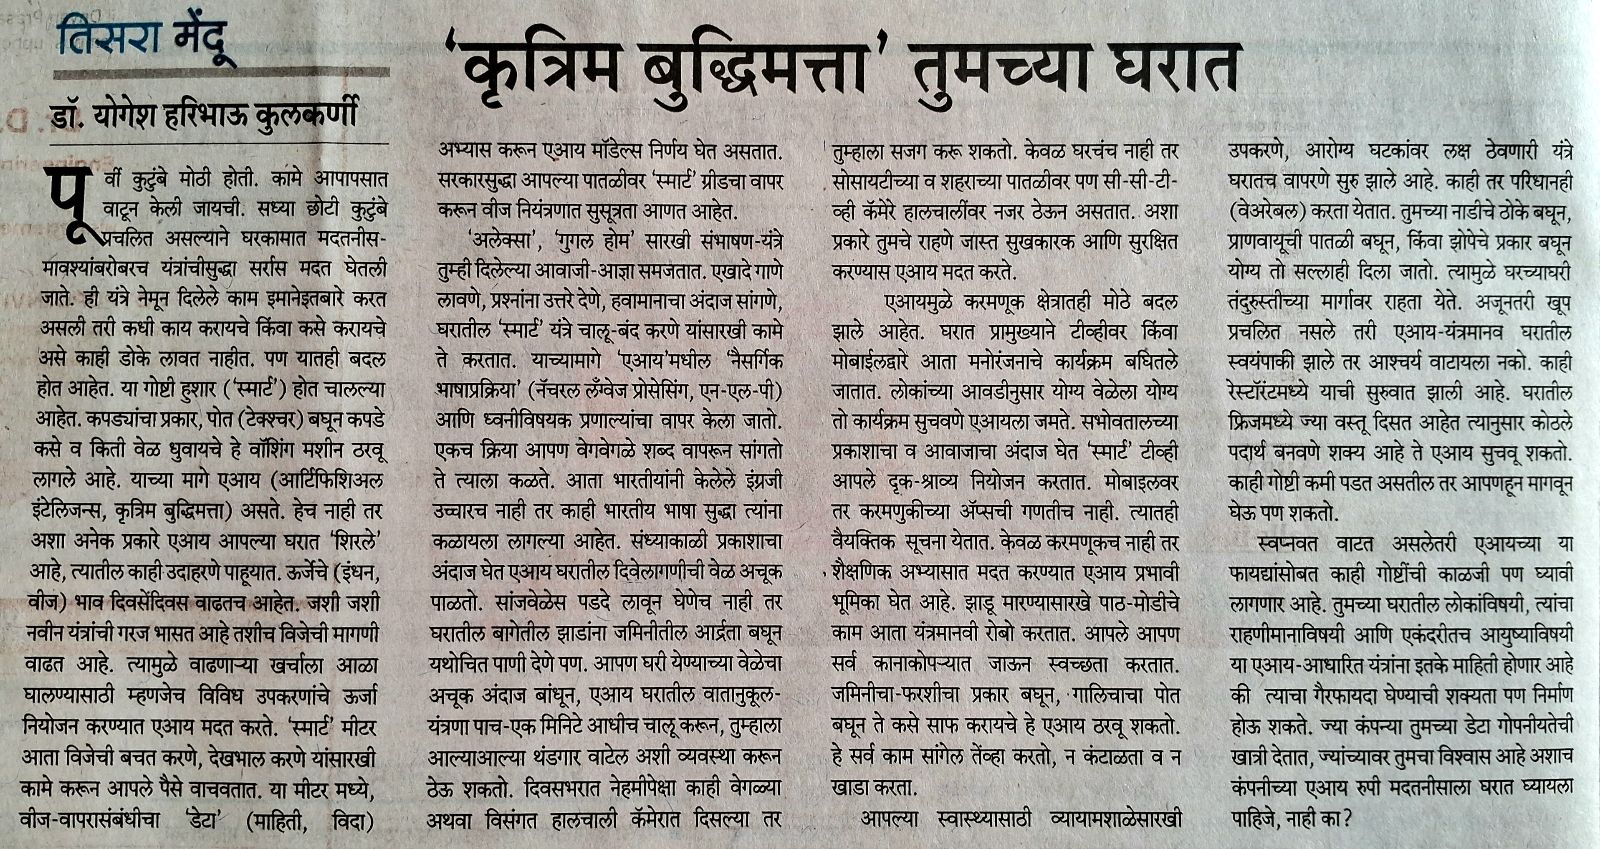 तिसरा मेंदू
'कृत्रिम बुद्धिमत्ता' तुमच्या घरात
डॉ. योगेश हरिभाऊ कुलकर्णी
पूर्वी कुटुंबे मोठी होती. कामे आपापसात
वाटून केली जायची. सध्या छोटी कुटुंबे
प्रचलित असल्याने घरकामात मदतनीस-
मावश्यांबरोबरच यंत्रांचीसुद्धा सर्रास मदत घेतली
जाते. ही यंत्रे नेमून दिलेले काम इमानेइतबारे करत
असली तरी कधी काय करायचे किंवा कसे करायचे
असे काही डोके लावत नाहीत. पण यातही बदल
होत आहेत. या गोष्टी हुशार ('स्मार्ट') होत चालल्या
आहेत. कपड्यांचा प्रकार, पोत (टेक्श्चर) बघून कपडे
कसे व किती वेळ धुवायचे हे वॉशिंग मशीन ठरवू
लागले आहे. याच्या मागे एआय (आर्टिफिशिअल
इंटेलिजन्स, कृत्रिम बुद्धिमत्ता) असते. हेच नाही तर
अशा अनेक प्रकारे एआय आपल्या घरात 'शिरले'
आहे, त्यातील काही उदाहरणे पाहूयात. ऊर्जेचे (इंधन,
वीज) भाव दिवसेंदिवस वाढतच आहेत. जशी जशी
नवीन यंत्रांची गरज भासत आहे तशीच विजेची मागणी
वाढत आहे. त्यामुळे वाढणाऱ्या खर्चाला आळा
घालण्यासाठी म्हणजेच विविध उपकरणांचे ऊर्जा
नियोजन करण्यात एआय मदत करते. 'स्मार्ट' मीटर
आता विजेची बचत करणे, देखभाल करणे यांसारखी
कामे करून आपले पैसे वाचवतात. या मीटर मध्ये,
वीज-वापरासंबंधीचा 'डेटा' (माहिती, विदा)
अभ्यास करून एआय मॉडेल्स निर्णय घेत असतात.
सरकारसुद्धा आपल्या पातळीवर 'स्मार्ट' ग्रीडचा वापर
करून वीज नियंत्रणात सुसूत्रता आणत आहेत.
'अलेक्सा', 'गुगल होम' सारखी संभाषण-यंत्रे
तुम्ही दिलेल्या आवाजी-आज्ञा समजतात. एखादे गाणे
लावणे, प्रश्नांना उत्तरे देणे, हवामानाचा अंदाज सांगणे,
घरातील 'स्मार्ट' यंत्रे चालू-बंद करणे यांसारखी कामे
ते करतात. याच्यामागे 'एआय'मधील 'नैसर्गिक
भाषाप्रक्रिया' (नॅचरल लँग्वेज प्रोसेसिंग, एन-एल-पी)
आणि ध्वनीविषयक प्रणाल्यांचा वापर केला जातो.
एकच क्रिया आपण वेगवेगळे शब्द वापरून सांगतो
ते त्याला कळते. आता भारतीयांनी केलेले इंग्रजी
उच्चारच नाही तर काही भारतीय भाषा सुद्धा त्यांना
कळायला लागल्या आहेत. संध्याकाळी प्रकाशाचा
अंदाज घेत एआय घरातील दिवेलागणीची वेळ अचूक
पाळतो. सांजवेळेस पडदे लावून घेणेच नाही तर
घरातील बागेतील झाडांना जमिनीतील आर्द्रता बघून
यथोचित पाणी देणे पण. आपण घरी येण्याच्या वेळेचा
अचूक अंदाज बांधून, एआय घरातील वातानुकूल-
यंत्रणा पाच-एक मिनिटे आधीच चालू करून, तुम्हाला
आल्याआल्या थंडगार वाटेल अशी व्यवस्था करून
ठेऊ शकतो. दिवसभरात नेहमीपेक्षा काही वेगळ्या
अथवा विसंगत हालचाली कॅमेरात दिसल्या तर
तुम्हाला सजग करू शकतो. केवळ घरचंच नाही तर
सोसायटीच्या व शहराच्या पातळीवर पण सी-सी-टी-
व्ही कॅमेरे हालचालींवर नजर ठेऊन असतात. अशा
प्रकारे तुमचे राहणे जास्त सुखकारक आणि सुरक्षित
करण्यास एआय मदत करते.
एआयमुळे करमणूक क्षेत्रातही मोठे बदल
झाले आहेत. घरात प्रामुख्याने टीव्हीवर किंवा
मोबाईलद्वारे आता मनोरंजनाचे कार्यक्रम बघितले
जातात. लोकांच्या आवडीनुसार योग्य वेळेला योग्य
तो कार्यक्रम सुचवणे एआयला जमते. सभोवतालच्या
प्रकाशाचा व आवाजाचा अंदाज घेत 'स्मार्ट' टीव्ही
आपले दृक-श्राव्य नियोजन करतात. मोबाइलवर
तर करमणुकीच्या ॲप्सची गणतीच नाही. त्यातही
वैयक्तिक सूचना येतात. केवळ करमणूकच नाही तर
शैक्षणिक अभ्यासात मदत करण्यात एआय प्रभावी
भूमिका घेत आहे. झाडू मारण्यासारखे पाठ-मोडीचे
काम आता यंत्रमानवी रोबो करतात. आपले आपण
सर्व कानाकोपऱ्यात जाऊन स्वच्छता करतात.
जमिनीचा-फरशीचा प्रकार बघून, गालिचाचा पोत
बघून ते कसे साफ करायचे हे एआय ठरवू शकतो.
हे सर्व काम सांगेल तेंव्हा करतो, न कंटाळता व न
खाडा करता.
आपल्या स्वास्थ्यासाठी व्यायामशाळेसारखी
उपकरणे, आरोग्य घटकांवर लक्ष ठेवणारी यंत्रे
घरातच वापरणे सुरु झाले आहे. काही तर परिधानही
(वेअरेबल) करता येतात. तुमच्या नाडीचे ठोके बघून,
प्राणवायूची पातळी बघून, किंवा झोपेचे प्रकार बघून
योग्य तो सल्लाही दिला जातो. त्यामुळे घरच्याघरी
तंदुरुस्तीच्या मार्गावर राहता येते. अजूनतरी खूप
प्रचलित नसले तरी एआय-यंत्रमानव घरातील
स्वयंपाकी झाले तर आश्चर्य वाटायला नको. काही
रेस्टॉरंटमध्ये याची सुरुवात झाली आहे. घरातील
फ्रिजमध्ये ज्या वस्तू दिसत आहेत त्यानुसार कोठले
पदार्थ बनवणे शक्य आहे ते एआय सुचवू शकतो.
काही गोष्टी कमी पडत असतील तर आपणहून मागवून
घेऊ पण शकतो.
स्वप्नवत वाटत असलेतरी एआयच्या या
फायद्यांसोबत काही गोष्टींची काळजी पण घ्यावी
लागणार आहे. तुमच्या घरातील लोकांविषयी, त्यांचा
राहणीमानाविषयी आणि एकंदरीतच आयुष्याविषयी
या एआय-आधारित यंत्रांना इतके माहिती होणार आहे
की त्याचा गैरफायदा घेण्याची शक्यता पण निर्माण
होऊ शकते. ज्या कंपन्या तुमच्या डेटा गोपनीयतेची
खात्री देतात, ज्यांच्यावर तुमचा विश्वास आहे अशाच
कंपनीच्या एआय रुपी मदतनीसाला घरात घ्यायला
पाहिजे, नाही का?